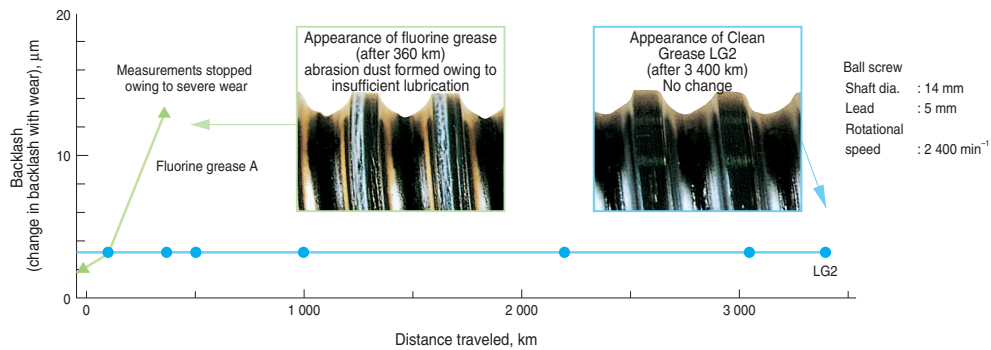 20
10
0
Backlash
(change in backlash with wear), μm
Measurements stopped
owing to severe wear
Fluorine grease A
Appearance of fluorine grease
(after 360 km)
abrasion dust formed owing to
insufficient lubrication
Appearance of Clean
Grease LG2
(after 3 400 km)
No change
Ball screw
Shaft dia. : 14 mm
Lead : 5 mm
Rotational
speed : 2 400 min⁻¹
LG2
0 1 000 2 000 3 000
Distance traveled, km